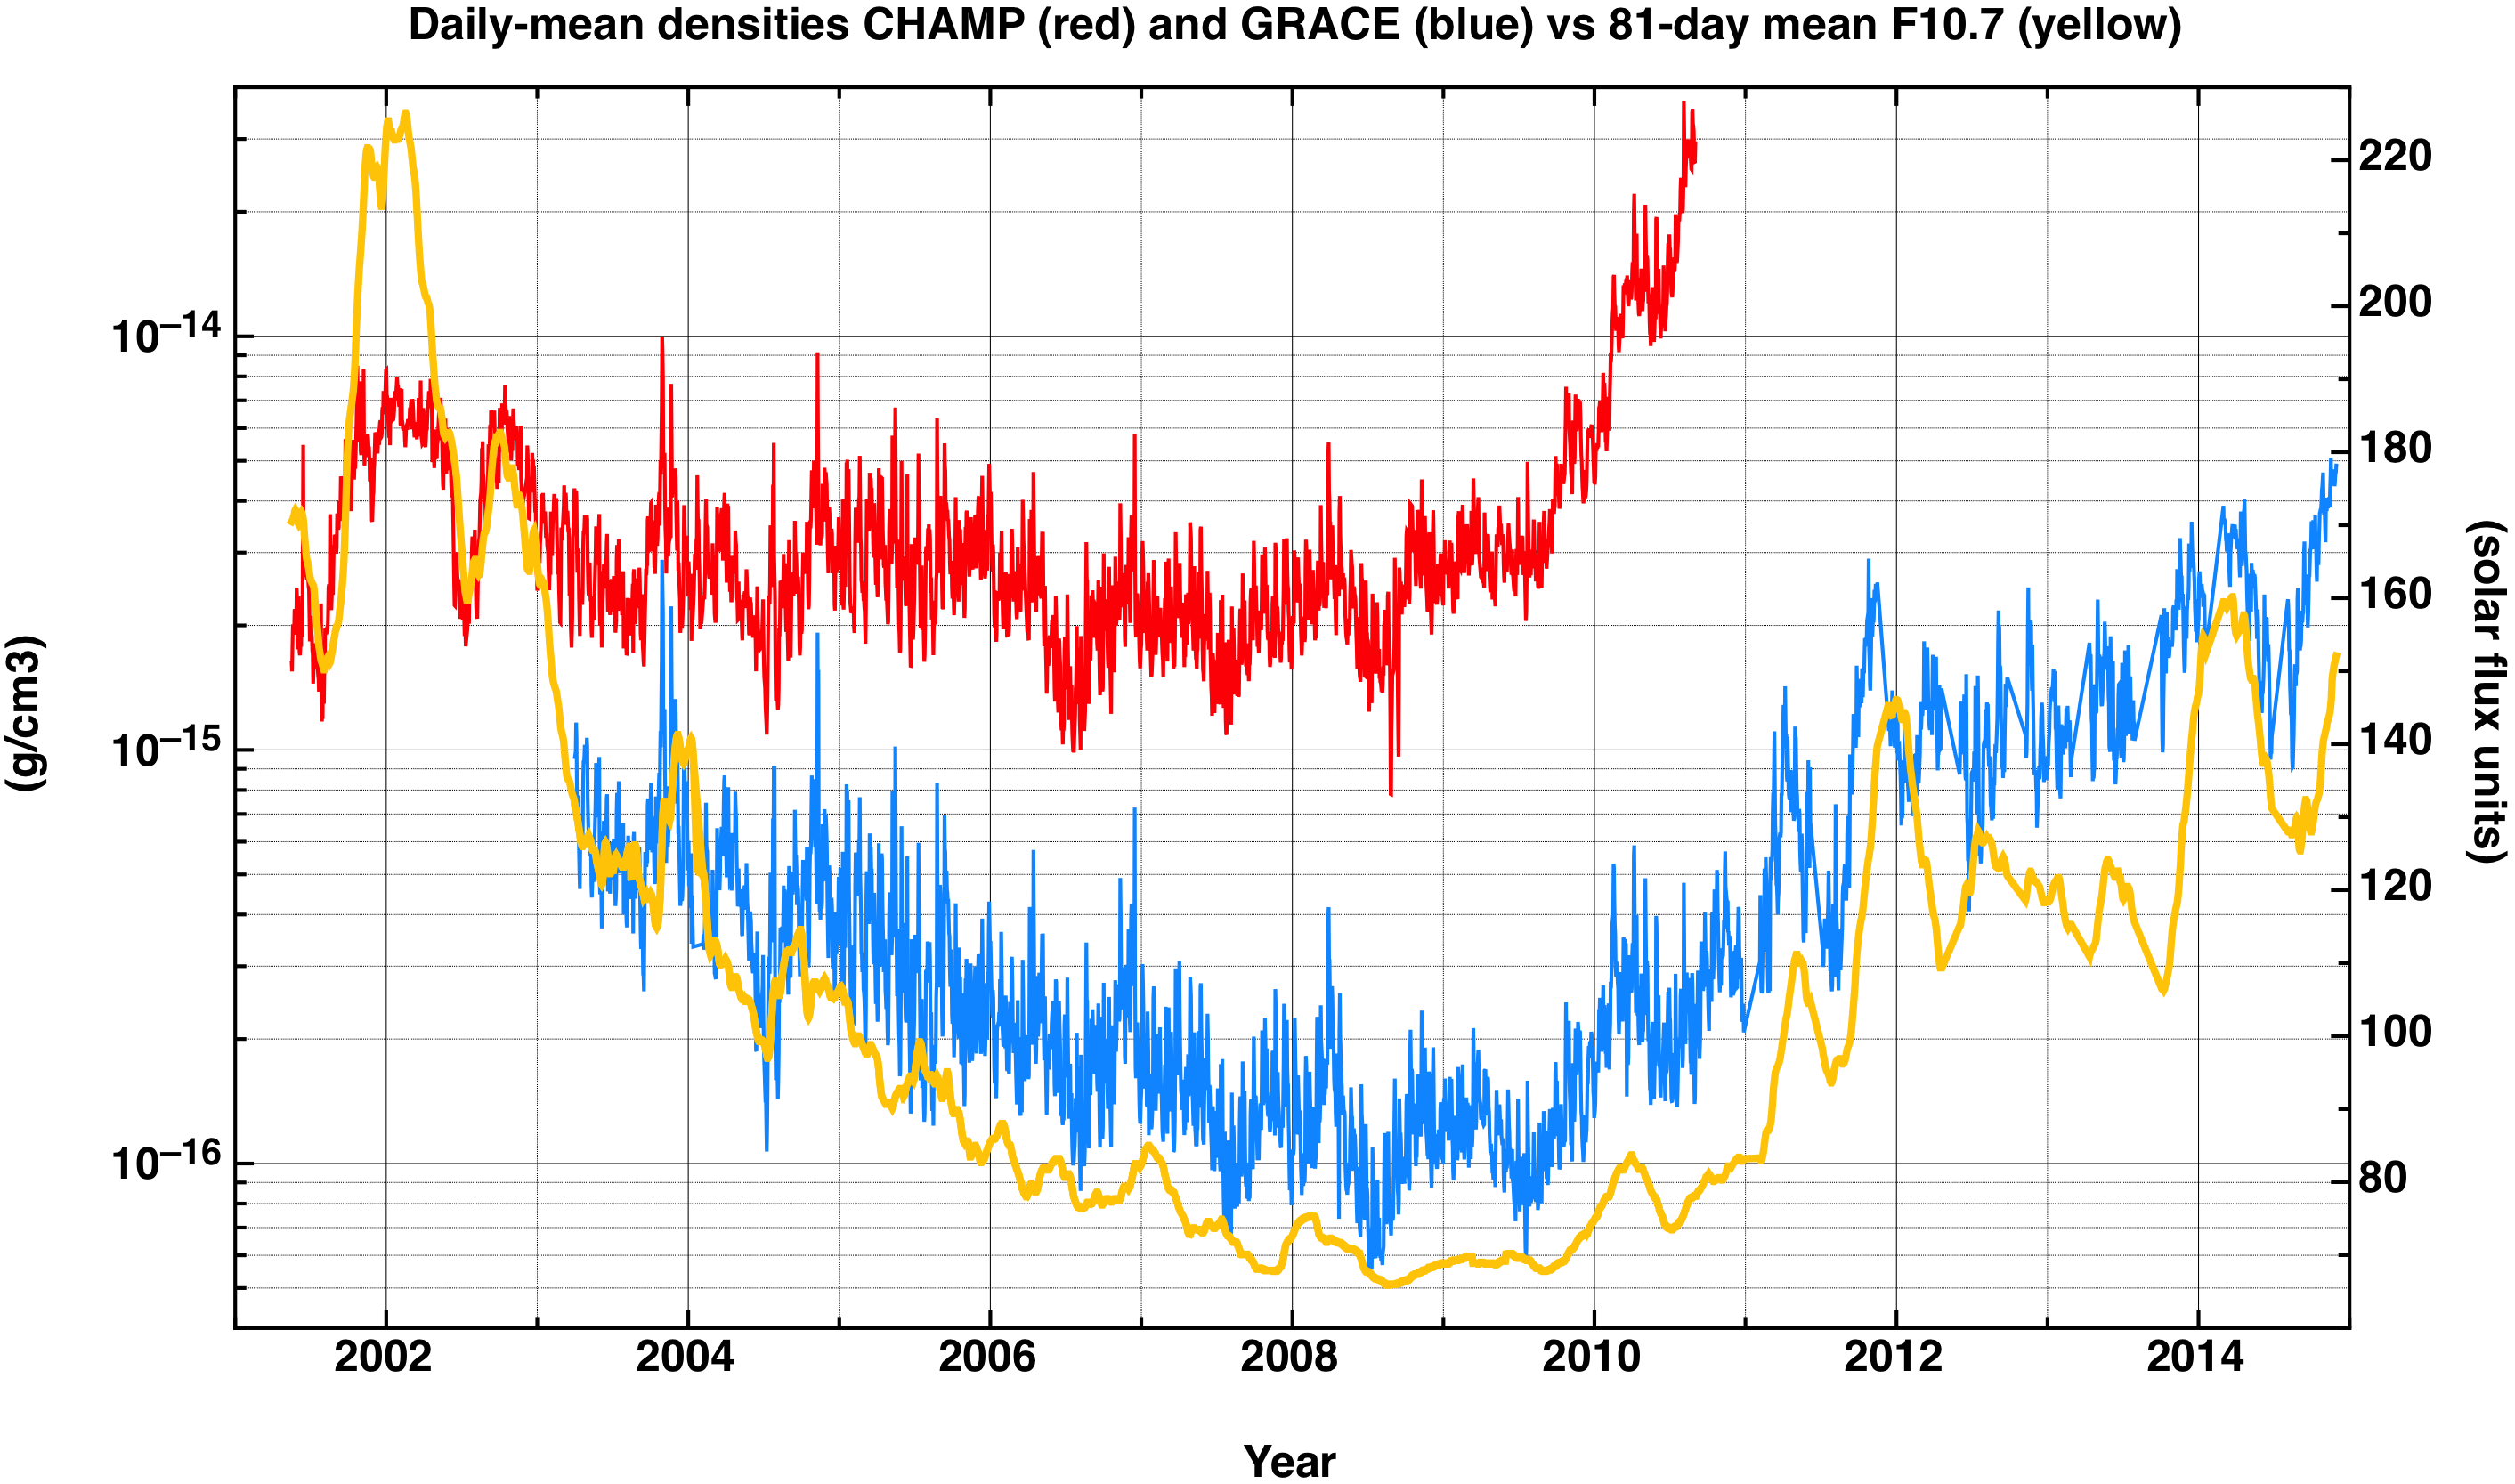 Daily-mean densities CHAMP (red) and GRACE (blue) vs 81-day mean F10.7 (yellow)
220
200
10−14
180
160
(g/cm3)
(solar flux units)
10−15
140
120
100
10−16
80
2002 2004 2006 2008 2010 2012 2014
Year